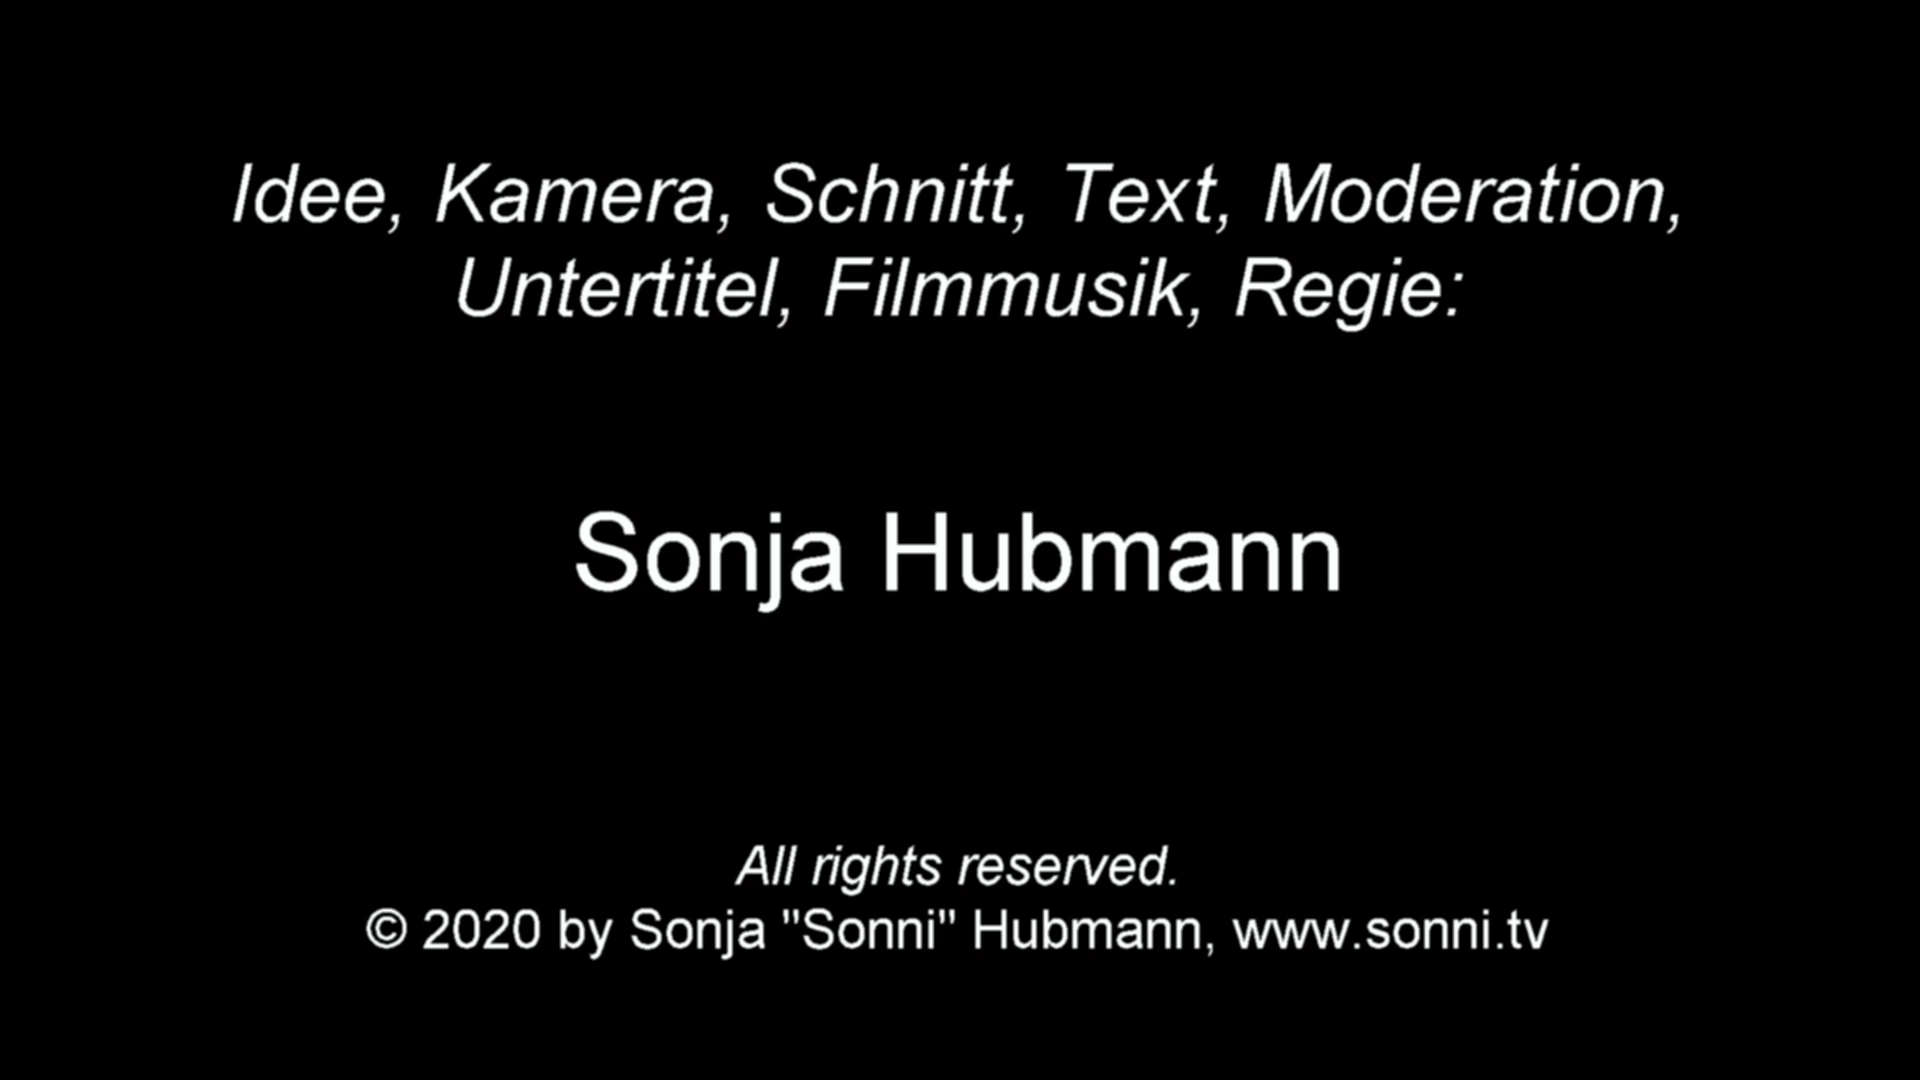 Idee, Kamera, Schnitt, Text, Moderation,
Untertitel, Filmmusik, Regie:
Sonja Hubmann
All rights reserved.
© 2020 by Sonja "Sonni" Hubmann, www.sonni.tv